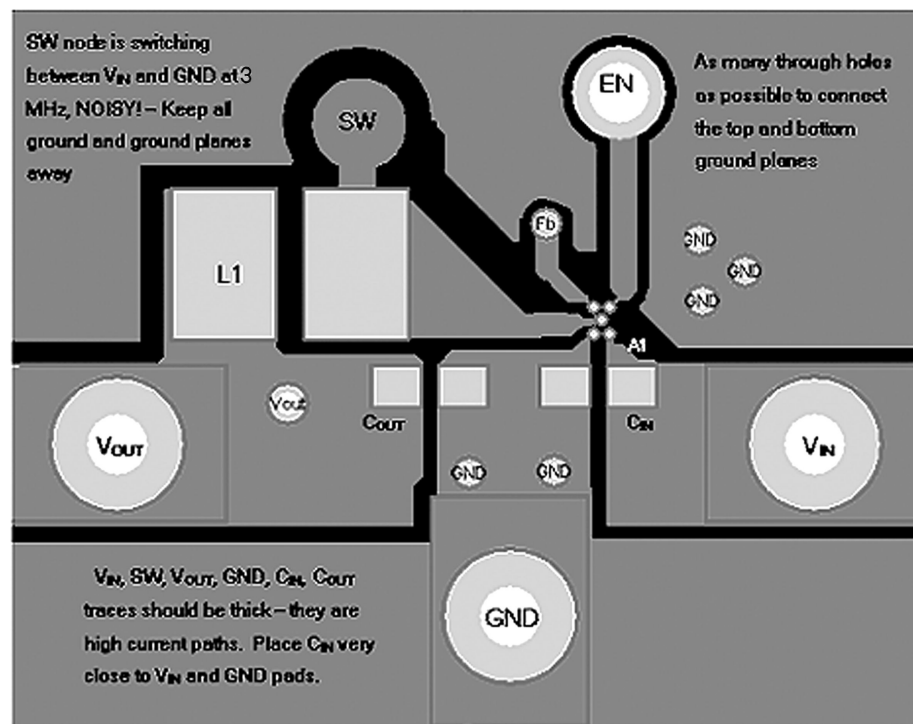 SW node is switching
between VIN and GND at 3
MHz, NOISY! – Keep all
ground and ground planes
away
SW
EN
As many through holes
as possible to connect
the top and bottom
ground planes
Fb
GND
GND
GND
L1
A1
Vout
COUT
CIN
VOUT
VIN
GND
GND
GND
VIN, SW, VOUT, GND, CIN, COUT
traces should be thick – they are
high current paths. Place CIN very
close to VIN and GND pads.